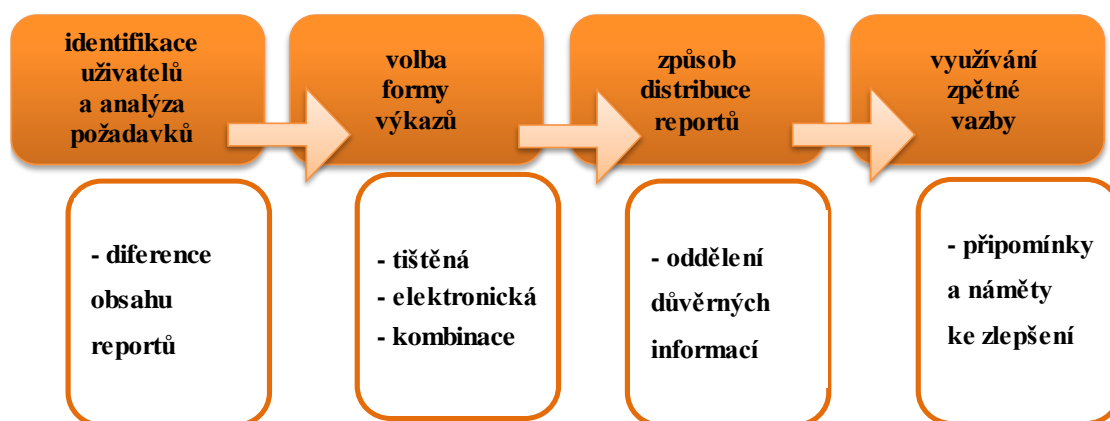 identifikace
uživatelů
a analýza
požadavků
volba
formy
výkazů
způsob
distribuce
reportů
využívání
zpětné
vazby
- diference
obsahu
reportů
- tištěná
- elektronická
- kombinace
- oddělení
důvěrných
informací
- připomínky
a náměty
ke zlepšení